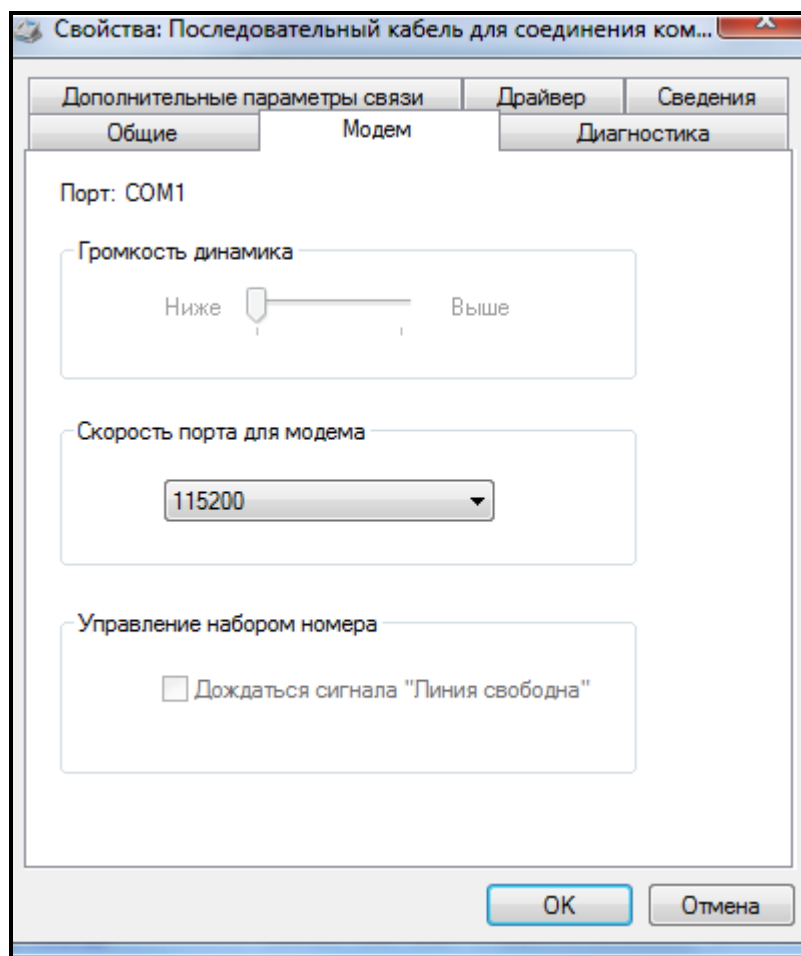 Свойства: Последовательный кабель для соединения ком...
Дополнительные параметры связи Драйвер Сведения
Общие Модем Диагностика
Порт: COM1
Громкость динамика
Ниже Выше
Скорость порта для модема
115200
Управление набором номера
Дождаться сигнала "Линия свободна"
OK Отмена